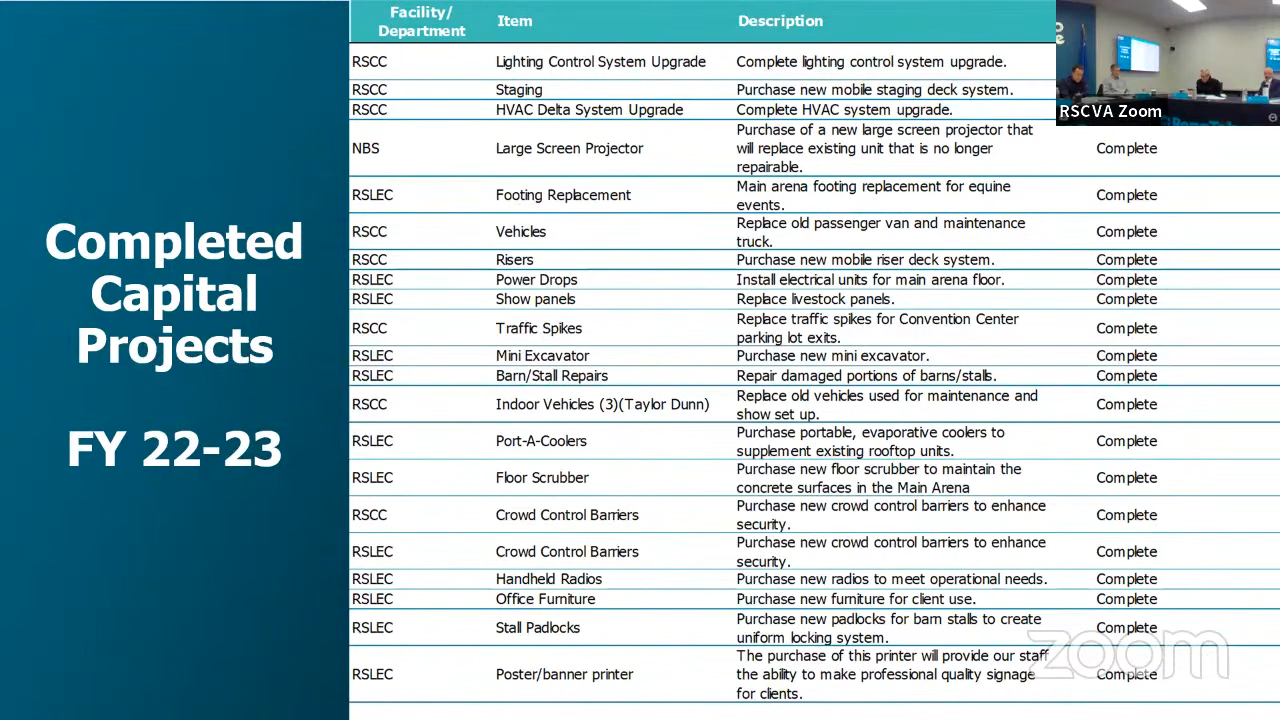 Completed
Capital
Projects
FY 22-23
Facility/
Department
Item
Description
RSCC
Lighting Control System Upgrade
Complete lighting control system upgrade.
RSCC
Staging
Purchase new mobile staging deck system.
RSCC
HVAC Delta System Upgrade
Complete HVAC system upgrade.
NBS
Large Screen Projector
Purchase of a new large screen projector that
will replace existing unit that is no longer
repairable.
Complete
RSLEC
Footing Replacement
Main arena footing replacement for equine
events.
Complete
RSCC
Vehicles
Replace old passenger van and maintenance
truck.
Complete
RSCC
Risers
Purchase new mobile riser deck system.
Complete
RSLEC
Power Drops
Install electrical units for main arena floor.
Complete
RSLEC
Show panels
Replace livestock panels.
Complete
RSCC
Traffic Spikes
Replace traffic spikes for Convention Center
parking lot exits.
Complete
RSLEC
Mini Excavator
Purchase new mini excavator.
Complete
RSLEC
Barn/Stall Repairs
Repair damaged portions of barns/stalls.
Complete
RSCC
Indoor Vehicles (3)(Taylor Dunn)
Replace old vehicles used for maintenance and
show set up.
Complete
RSLEC
Port-A-Coolers
Purchase portable, evaporative coolers to
supplement existing rooftop units.
Complete
RSLEC
Floor Scrubber
Purchase new floor scrubber to maintain the
concrete surfaces in the Main Arena
Complete
RSCC
Crowd Control Barriers
Purchase new crowd control barriers to enhance
security.
Complete
RSLEC
Crowd Control Barriers
Purchase new crowd control barriers to enhance
security.
Complete
RSLEC
Handheld Radios
Purchase new radios to meet operational needs.
Complete
RSLEC
Office Furniture
Purchase new furniture for client use.
Complete
RSLEC
Stall Padlocks
Purchase new padlocks for barn stalls to create
uniform locking system.
Complete
RSLEC
Poster/banner printer
The purchase of this printer will provide our staff
the ability to make professional quality signage
for clients.
Complete
RSCVA Zoom
zoom